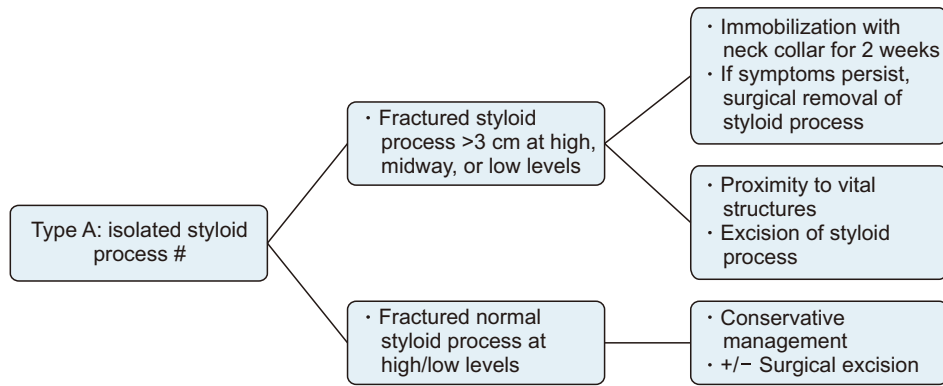 Type A: isolated styloid
process #
· Fractured styloid
process >3 cm at high,
midway, or low levels
· Immobilization with
neck collar for 2 weeks
· If symptoms persist,
surgical removal of
styloid process
· Proximity to vital
structures
· Excision of styloid
process
· Fractured normal
styloid process at
high/low levels
· Conservative
management
· +/− Surgical excision